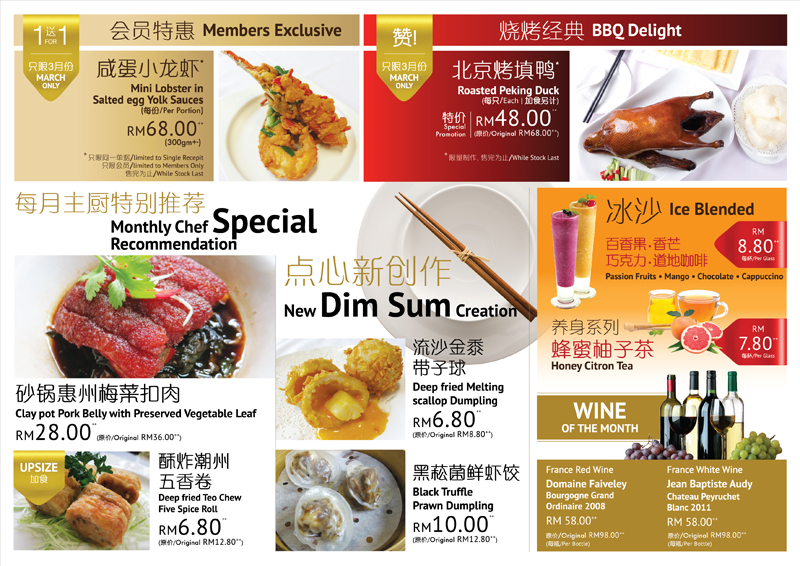 1送1
FOR
只限3月份
MARCH
ONLY
会员特惠 Members Exclusive
咸蛋小龙虾*
Mini Lobster in
Salted egg Yolk Sauces
(每份/Per Portion)
RM68.00++
(300gm+-)
*只限同一单据/limited to Single Receipt
只限会员/limited to Members Only
售完为止/While Stock Last
赞!
只限3月份
MARCH
ONLY
烧烤经典 BBQ Delight
北京烤填鸭*
Roasted Peking Duck
(每只/Each | 加食另计)
特价
Special
Promotion
RM48.00++
(原价/Original RM68.00++)
*限量制作，售完为止/While Stock Last
每月主厨特别推荐
Monthly Chef Special
Recommendation
砂锅惠州梅菜扣肉
Clay pot Pork Belly with Preserved Vegetable Leaf
RM28.00++
(原价/Original RM36.00++)
UPSIZE
加食
酥炸潮州
五香卷
Deep fried Teo Chew
Five Spice Roll
RM6.80++
(原价/Original RM12.80++)
点心新创作
New Dim Sum Creation
流沙金黍
带子球
Deep fried Melting
scallop Dumpling
RM6.80++
(原价/Original RM8.80++)
黑菘菌鲜虾饺
Black Truffle
Prawn Dumpling
RM10.00++
(原价/Original RM12.80++)
冰沙 Ice Blended
百香果·香芒
巧克力·道地咖啡
Passion Fruits • Mango • Chocolate • Cappucino
RM
8.80++
每杯/Per Glass
养身系列
蜂蜜柚子茶
Honey Citron Tea
RM
7.80++
每杯/Per Glass
WINE
OF THE MONTH
France Red Wine
Domaine Faiveley
Bourgogne Grand
Ordinaire 2008
RM 58.00++
(原价/Original RM98.00++)
(每瓶/Per Bottle)
France White Wine
Jean Baptiste Audy
Chateau Peyruchet
Blanc 2011
RM 58.00++
(原价/Original RM98.00++)
(每瓶/Per Bottle)